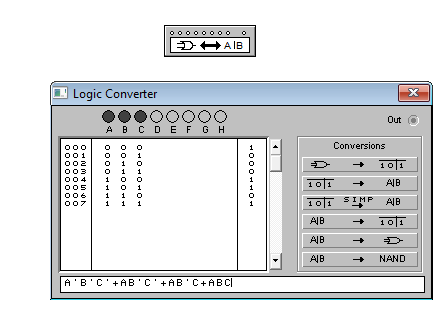 A|B
Logic Converter
A B C D E F G H
Out
000 0 0 0 1
001 0 0 1 0
002 0 1 0 0
003 0 1 1 0
004 1 0 0 1
005 1 0 1 1
006 1 1 0 0
007 1 1 1 1
Conversions
→ 1 0 1
1 0 1 → A|B
1 0 1 SIMP → A|B
A|B → 1 0 1
A|B →
A|B → NAND
A'B'C'+AB'C'+AB'C+ABC